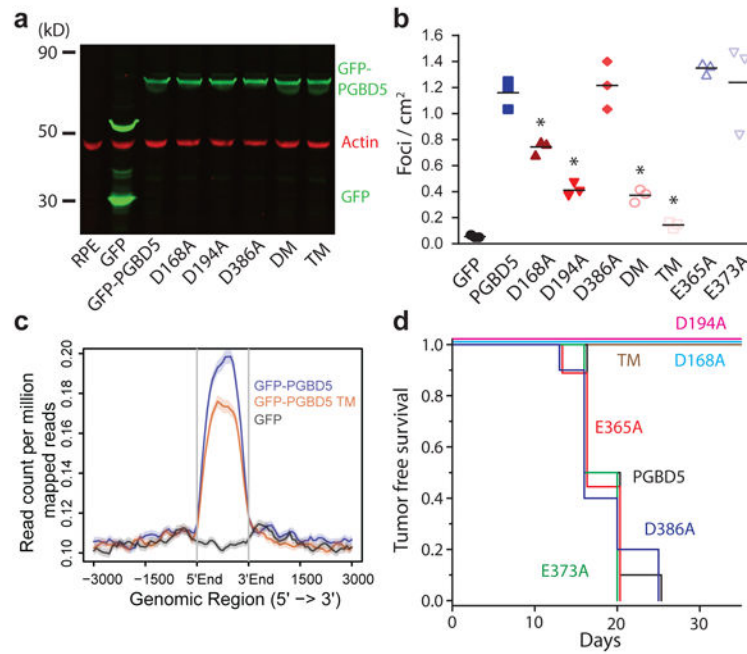 a
(kD)
90
50
30
GFP-
PGBD5
Actin
GFP
RPE
GFP
GFP-PGBD5
D168A
D194A
D386A
DM
TM
b
Foci / cm²
1.8
1.6
1.4
1.2
1.0
0.8
0.6
0.4
0.2
0.0
*
*
*
*
GFP
PGBD5
D168A
D194A
D386A
DM
TM
E365A
E373A
c
Read count per million
mapped reads
0.20
0.18
0.16
0.14
0.12
0.10
GFP-PGBD5
GFP-PGBD5 TM
GFP
−3000
−1500
5'End
3'End
1500
3000
Genomic Region (5' −> 3')
d
Tumor free survival
1.0
0.8
0.6
0.4
0.2
0.0
D194A
TM
D168A
E365A
PGBD5
D386A
E373A
0
10
20
30
Days